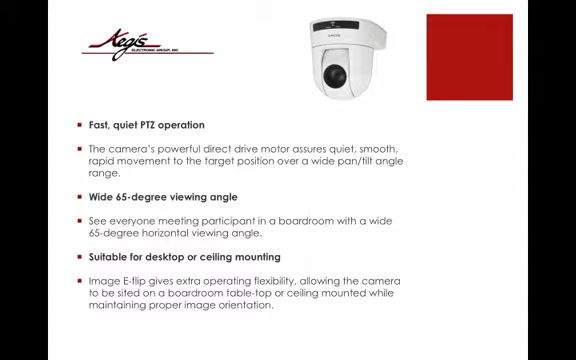 Aegis
ELECTRONIC GROUP, INC.
SONY
Fast, quiet PTZ operation
The camera's powerful direct drive motor assures quiet, smooth,
rapid movement to the target position over a wide pan/tilt angle
range.
Wide 65-degree viewing angle
See everyone meeting participant in a boardroom with a wide
65-degree horizontal viewing angle.
Suitable for desktop or ceiling mounting
Image E-flip gives extra operating flexibility, allowing the camera
to be sited on a boardroom table-top or ceiling mounted while
maintaining proper image orientation.